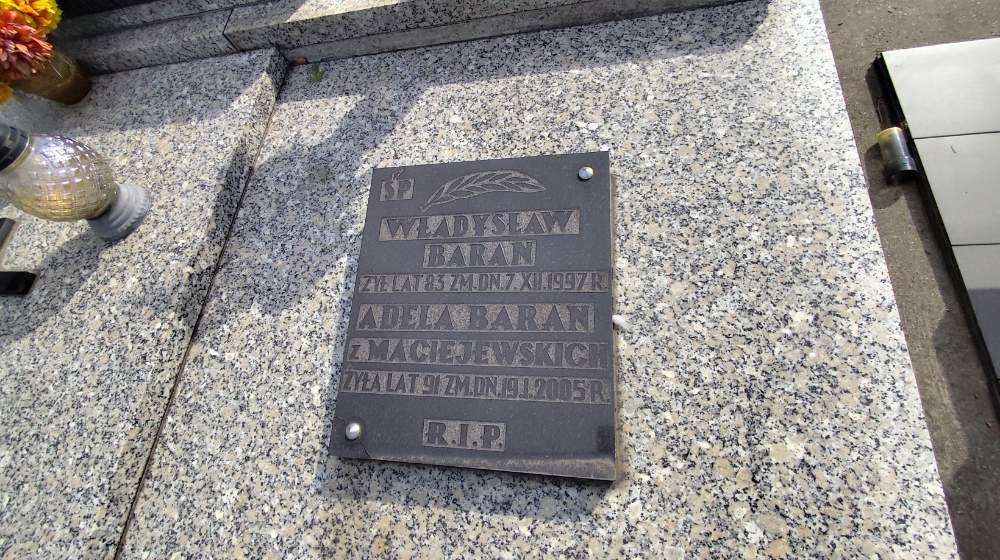 ŚP
WŁADYSŁAW
BARAN
ŻYŁ LAT 83 ZM.DN.7.XI.1997 R.
ADELA BARAN
z MACIEJEWSKICH
ŻYŁA LAT 91 ZM.DN.19.I.2005 R.
R.I.P.